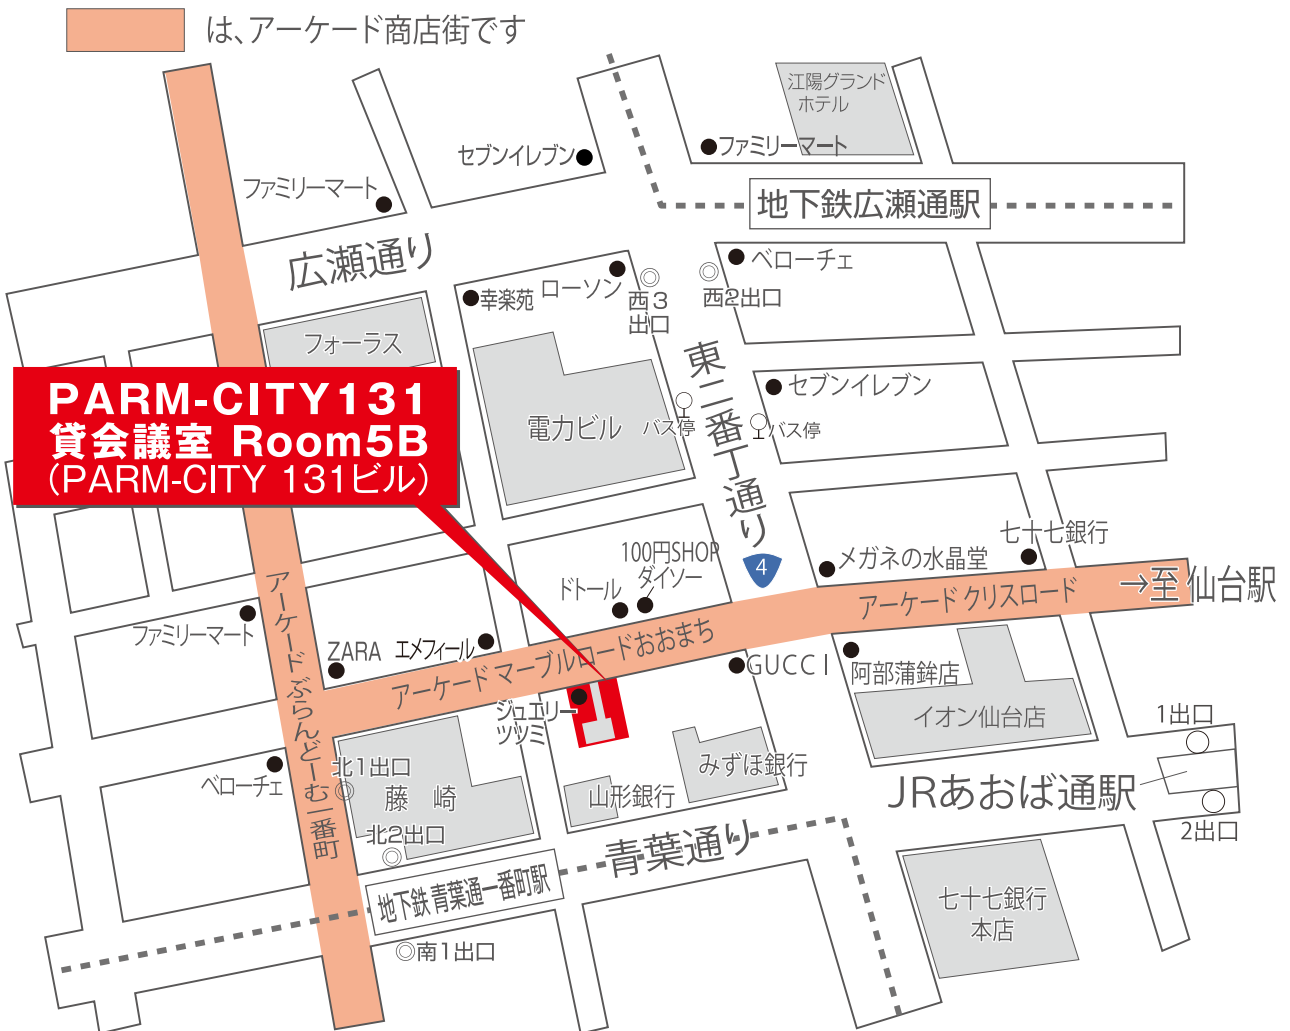 は、アーケード商店街です
江陽グランド
ホテル
セブンイレブン
ファミリーマート
ファミリーマート
地下鉄広瀬通駅
広瀬通り
ベローチェ
ローソン
幸楽苑
西3
出口
西2出口
フォーラス
東二番丁通り
セブンイレブン
PARM-CITY131
貸会議室 Room5B
(PARM-CITY 131ビル)
電力ビル
バス停
バス停
七十七銀行
100円SHOP
ダイソー
メガネの水晶堂
4
ドトール
アーケード クリスロード
→至 仙台駅
ファミリーマート
ZARA
エメフィール
アーケード マーブルロードおおまち
アーケード ぶらんどーむ一番町
GUCCI
阿部蒲鉾店
ジュエリー
ツツミ
イオン仙台店
1出口
北1出口
ベローチェ
みずほ銀行
藤崎
山形銀行
JRあおば通駅
2出口
北2出口
青葉通り
地下鉄 青葉通一番町駅
七十七銀行
本店
南1出口